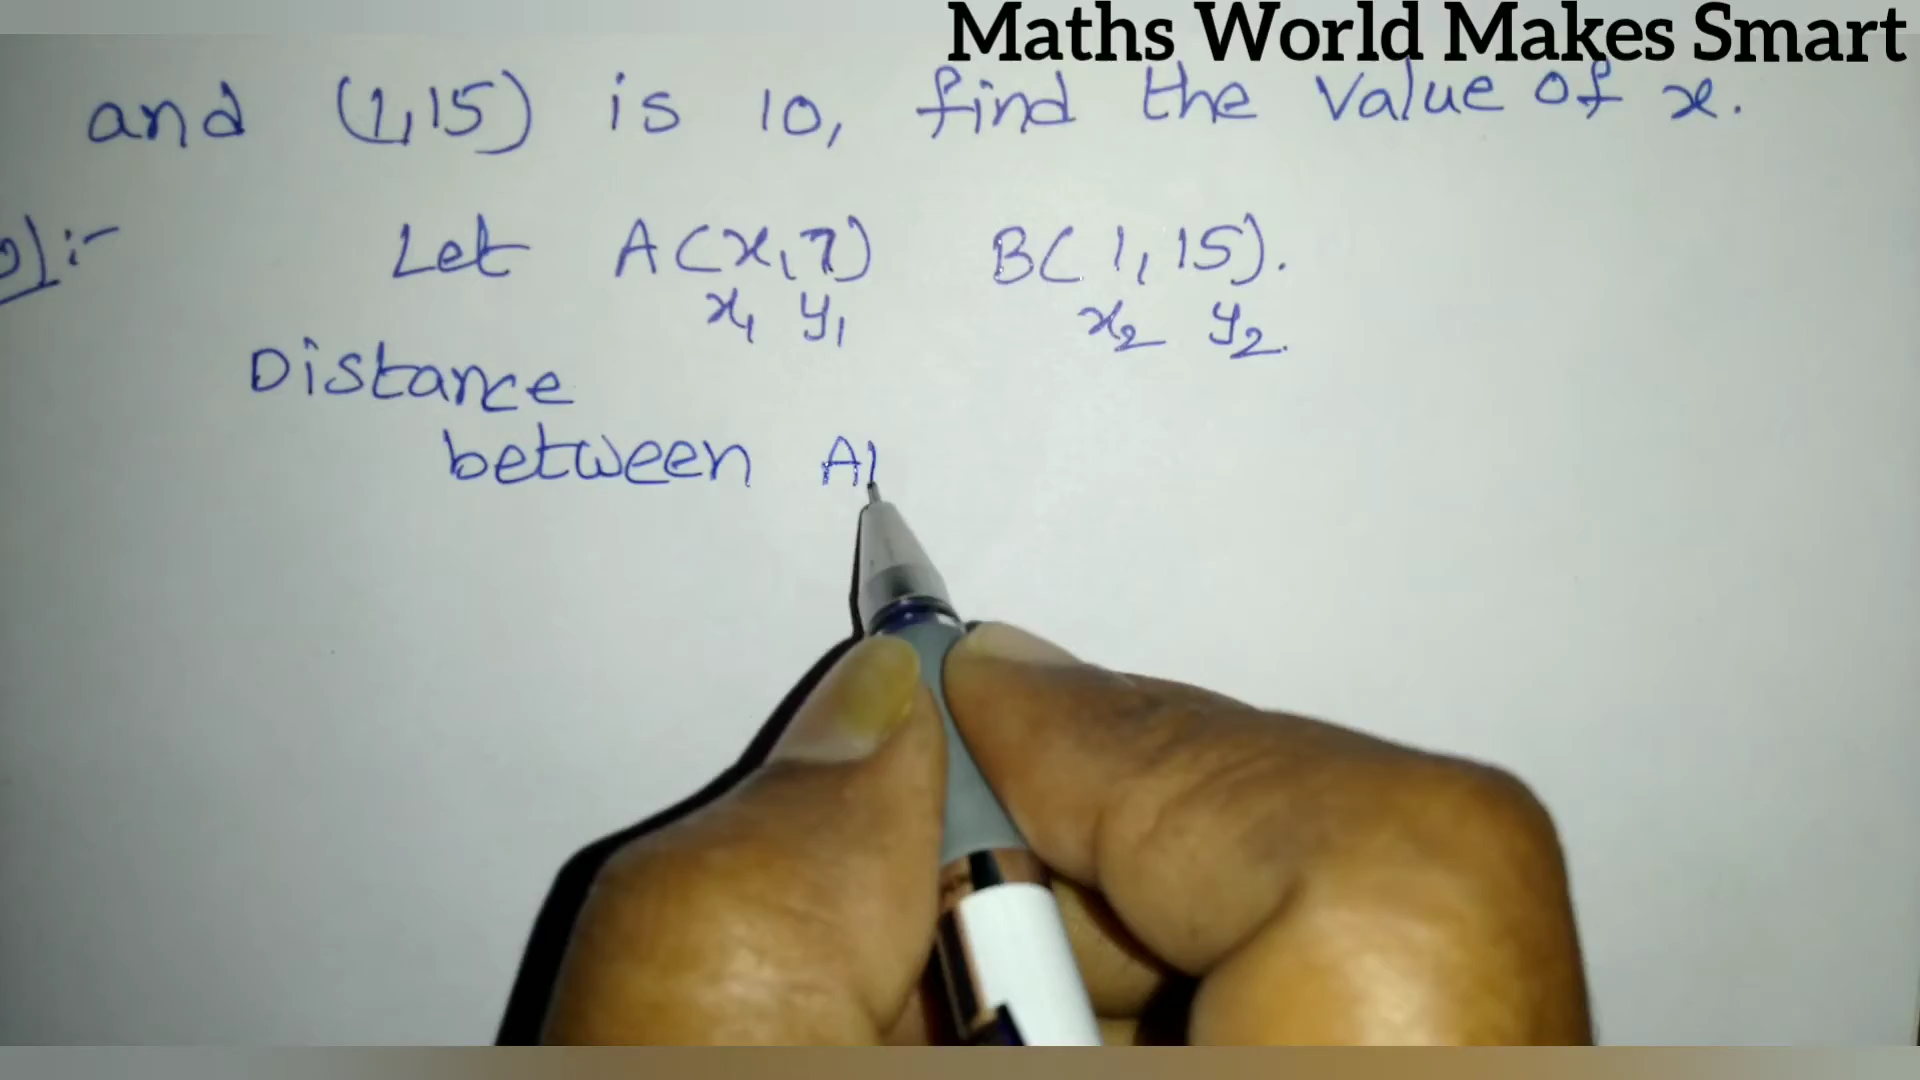 Maths World Makes Smart
and (1,15) is 10, find the value of x.
Let A(x,7) B(1,15).
x1 y1 x2 y2.
Distance
between A